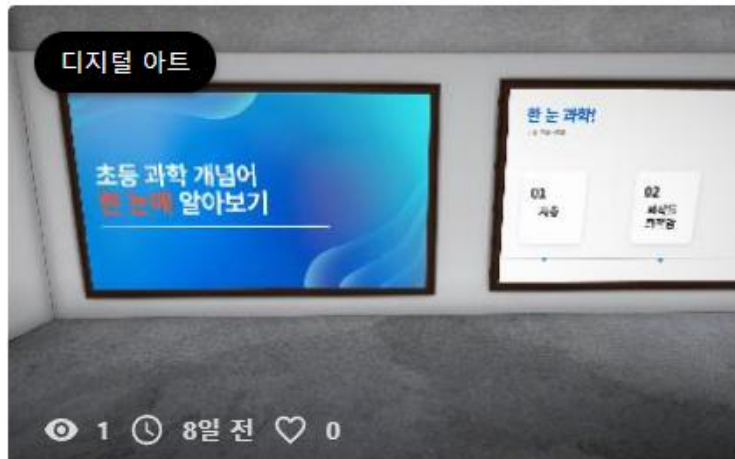 디지털 아트
초등 과학 개념어
한 눈에 알아보기
한 눈 과학!
01
02
1 8일 전 0